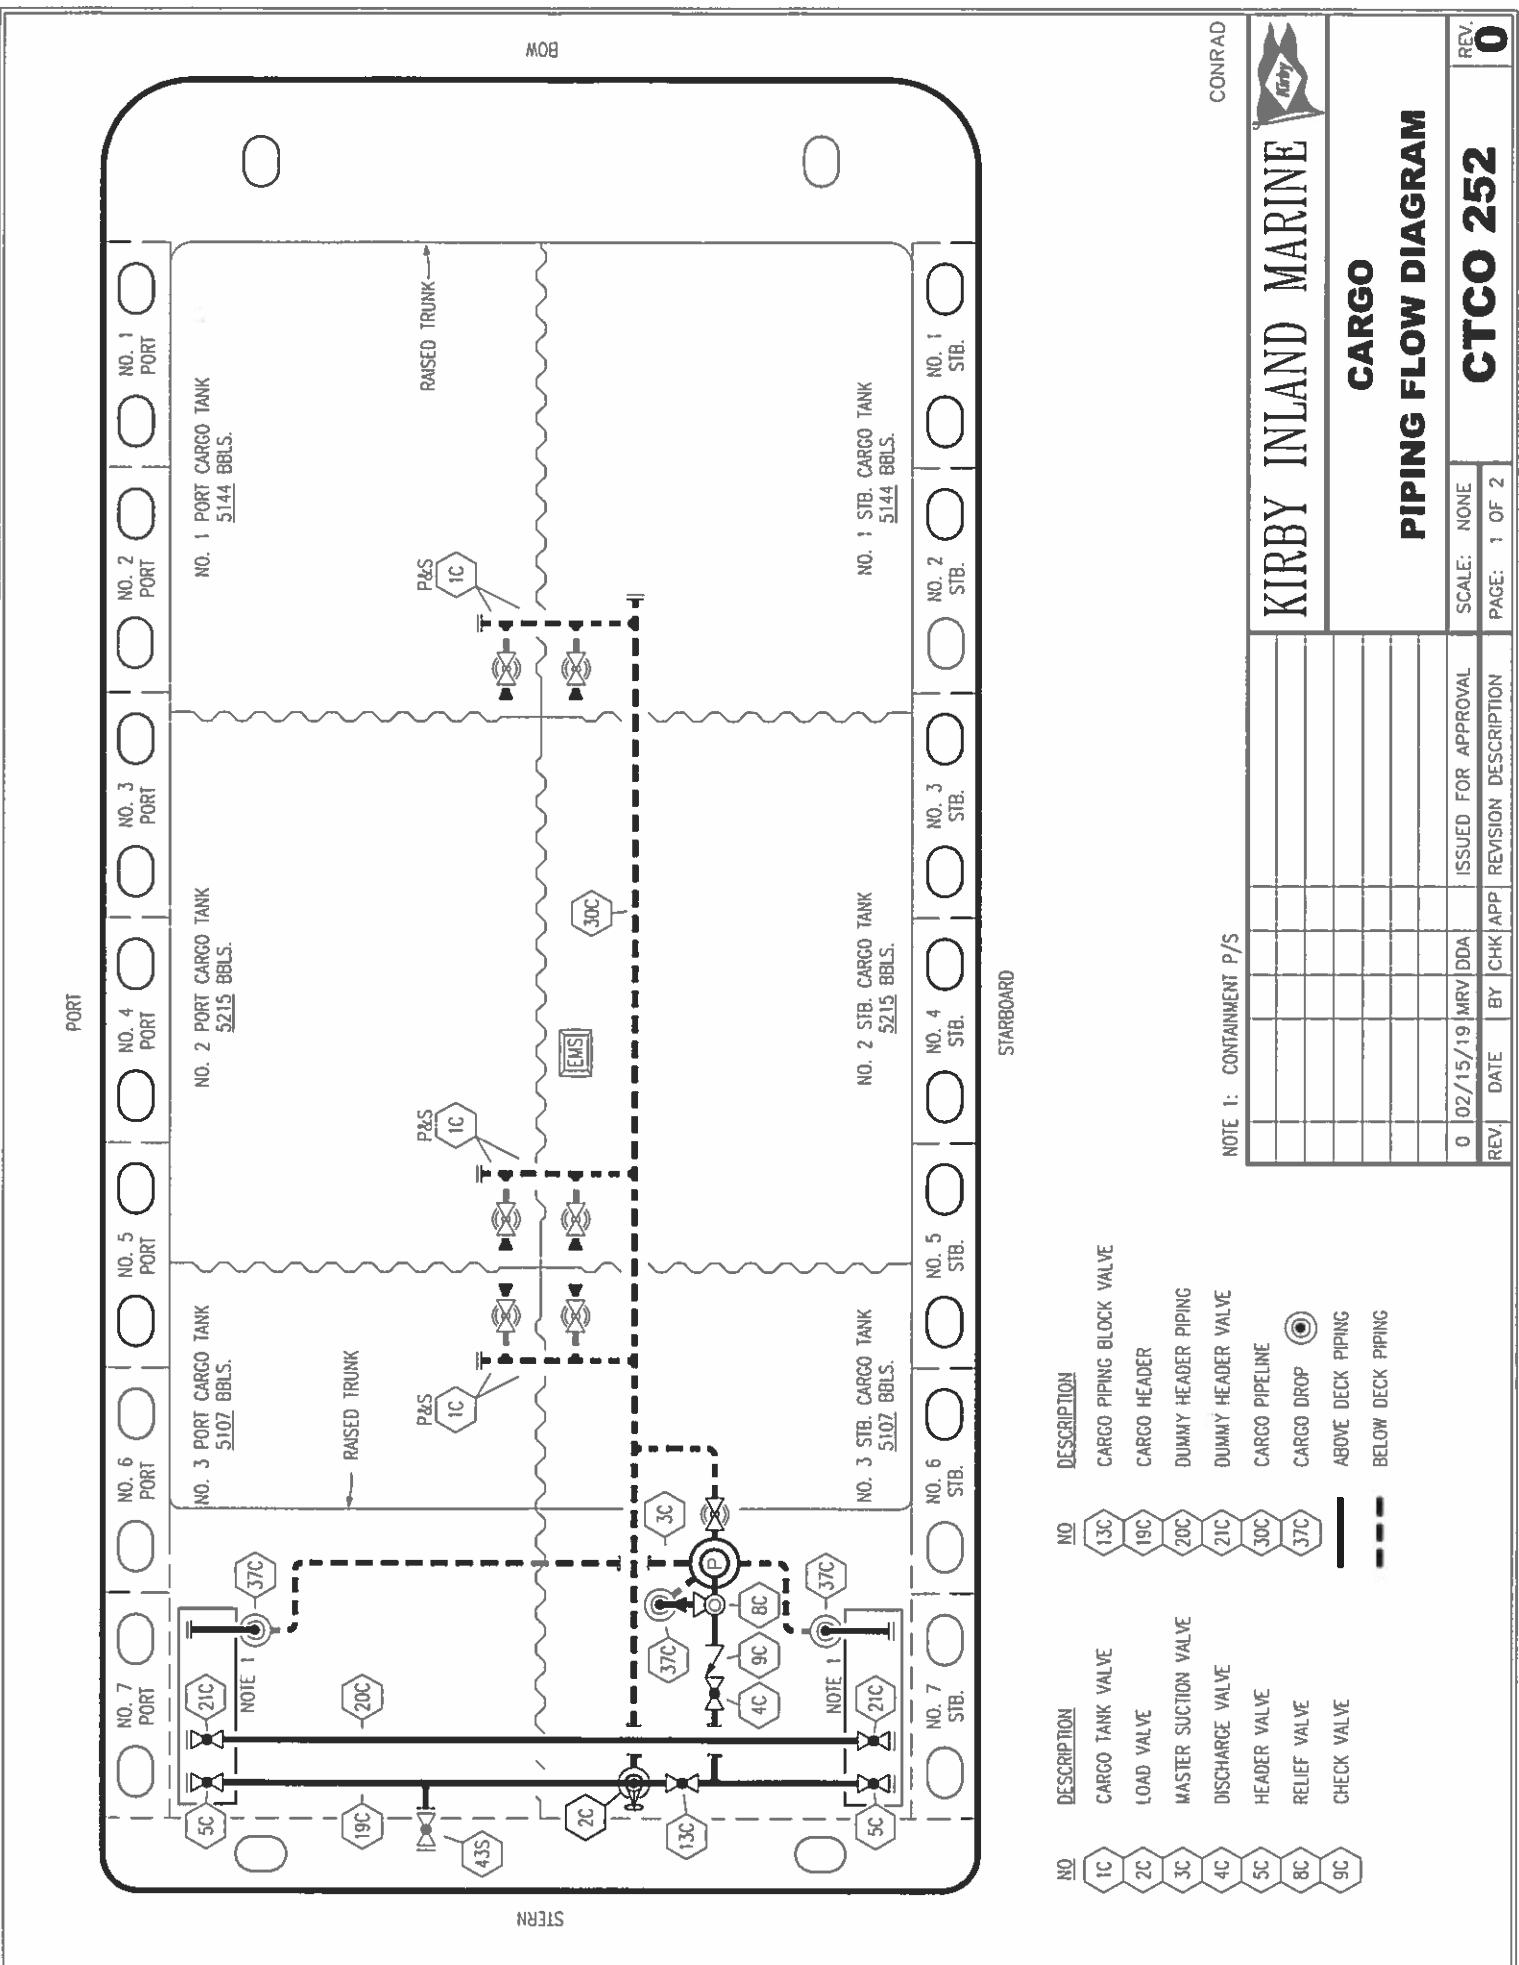 BOW
PORT
STARBOARD
STERN
CONRAD
NO. 1
PORT
NO. 2
PORT
NO. 3
PORT
NO. 4
PORT
NO. 5
PORT
NO. 6
PORT
NO. 7
PORT
NO. 1 PORT CARGO TANK
5144 BBLS.
NO. 2 PORT CARGO TANK
5215 BBLS.
NO. 3 PORT CARGO TANK
5107 BBLS.
RAISED TRUNK
RAISED TRUNK
P&S
1C
P&S
1C
P&S
1C
30C
EMS
37C
3C
37C
8C
9C
4C
37C
NOTE 1
NOTE 1
21C
20C
21C
5C
19C
43S
2C
13C
5C
NO. 1 STB. CARGO TANK
5144 BBLS.
NO. 2 STB. CARGO TANK
5215 BBLS.
NO. 3 STB. CARGO TANK
5107 BBLS.
NO. 1
STB.
NO. 2
STB.
NO. 3
STB.
NO. 4
STB.
NO. 5
STB.
NO. 6
STB.
NO. 7
STB.
P
NO DESCRIPTION
1C CARGO TANK VALVE
2C LOAD VALVE
3C MASTER SUCTION VALVE
4C DISCHARGE VALVE
5C HEADER VALVE
8C RELIEF VALVE
9C CHECK VALVE
NO DESCRIPTION
13C CARGO PIPING BLOCK VALVE
19C CARGO HEADER
20C DUMMY HEADER PIPING
21C DUMMY HEADER VALVE
30C CARGO PIPELINE
37C CARGO DROP
ABOVE DECK PIPING
BELOW DECK PIPING
NOTE 1: CONTAINMENT P/S
0 02/15/19 MRV DDA ISSUED FOR APPROVAL
REV. DATE BY CHK APP REVISION DESCRIPTION
KIRBY INLAND MARINE
Kirby
CARGO
PIPING FLOW DIAGRAM
SCALE: NONE
PAGE: 1 OF 2
CTCO 252
REV.
0